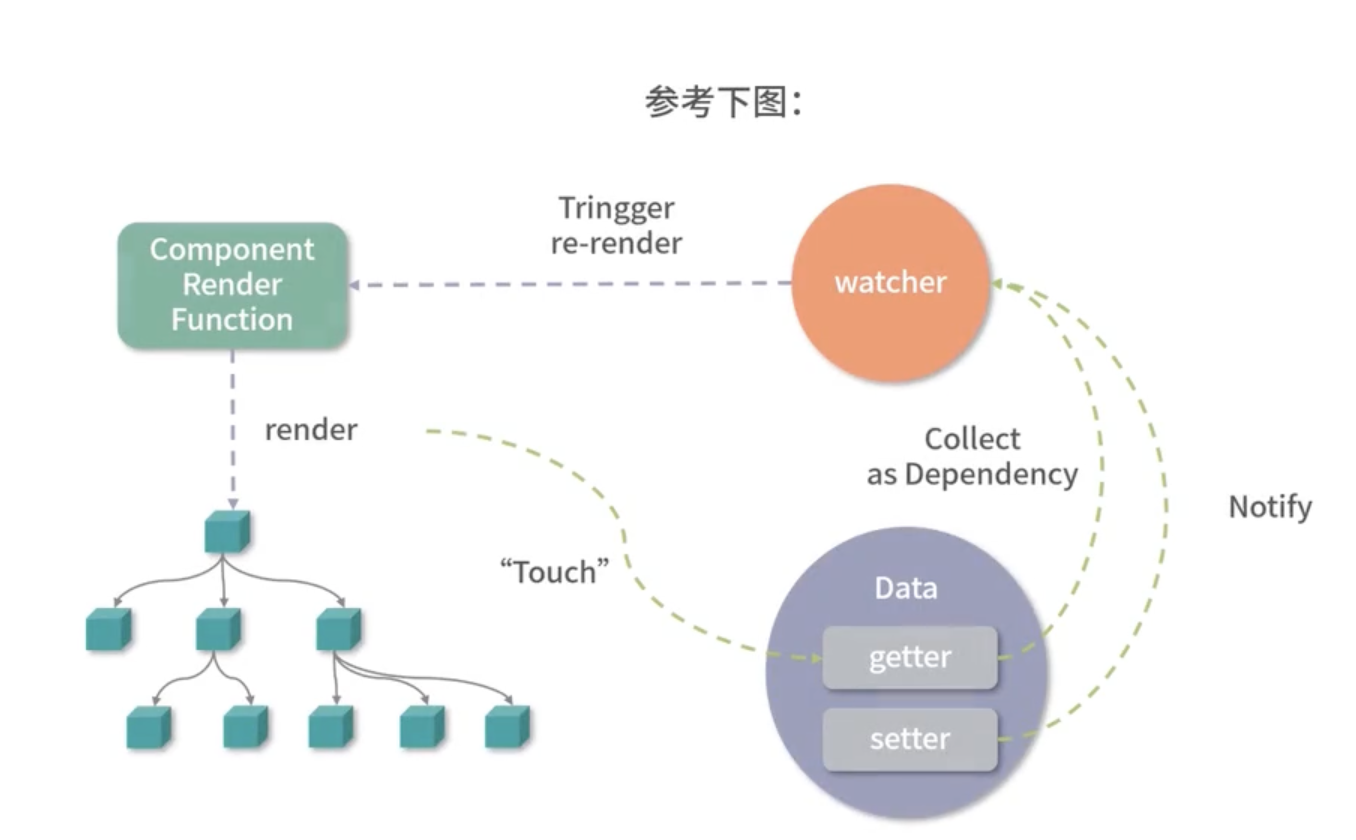 参考下图：
Tringger
re-render
Component
Render
Function
watcher
render
Collect
as Dependency
Notify
“Touch”
Data
getter
setter